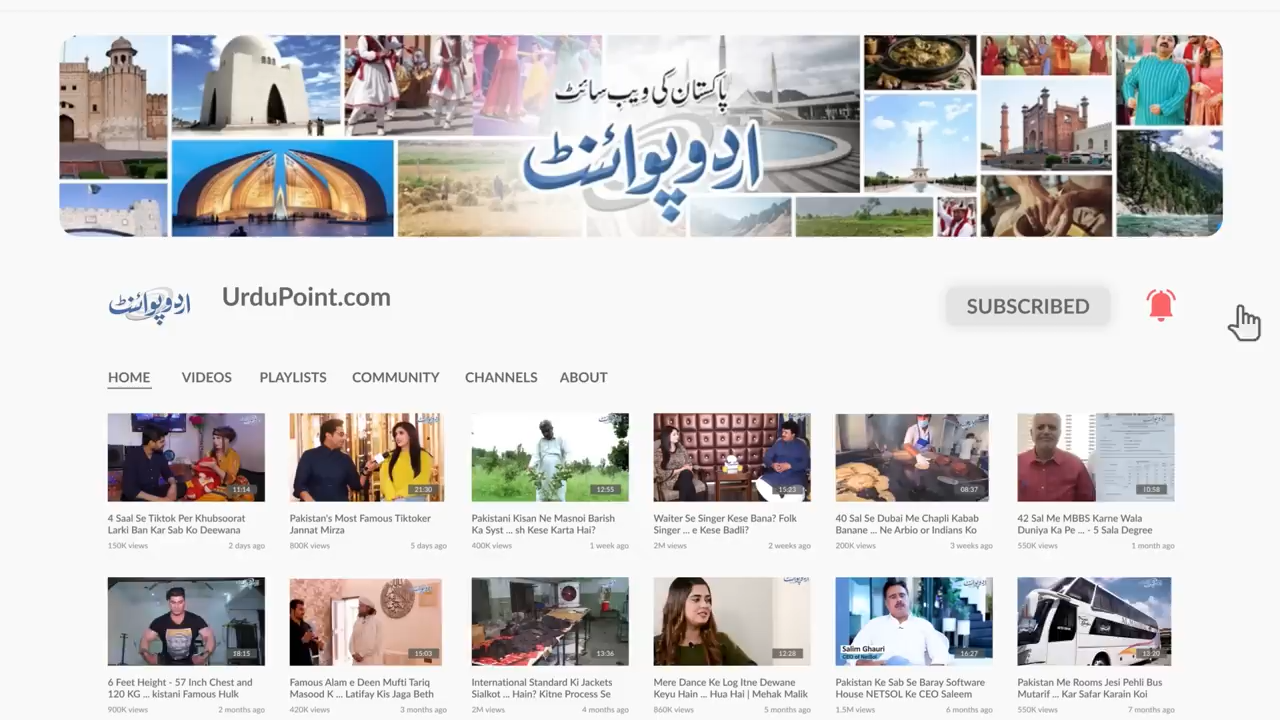 پاکستان کی ویب سائٹ
اردوپوائنٹ
اردوپوائنٹ
UrduPoint.com
SUBSCRIBED
HOME VIDEOS PLAYLISTS COMMUNITY CHANNELS ABOUT
11:14 21:30 12:55 15:23 08:37 10:58
4 Saal Se Tiktok Per Khubsoorat
Larki Ban Kar Sab Ko Deewana
150K views 2 days ago
Pakistan's Most Famous Tiktoker
Jannat Mirza
800K views 5 days ago
Pakistani Kisan Ne Masnoi Barish
Ka Syst ... sh Kese Karta Hai?
400K views 1 week ago
Waiter Se Singer Kese Bana? Folk
Singer ... e Kese Badli?
2M views 2 weeks ago
40 Sal Se Dubai Me Chapli Kabab
Banane ... Ne Arbio or Indians Ko
200K views 3 weeks ago
42 Sal Me MBBS Karne Wala
Duniya Ka Pe ... - 5 Sala Degree
550K views 1 month ago
18:15 15:03 13:36 12:28 16:27 13:20
Salim Ghauri
CEO of NetSol
6 Feet Height - 57 Inch Chest and
120 KG ... kistani Famous Hulk
900K views 2 months ago
Famous Alam e Deen Mufti Tariq
Masood K ... Latifay Kis Jaga Beth
420K views 3 months ago
International Standard Ki Jackets
Sialkot ... Hain? Kitne Process Se
2M views 4 months ago
Mere Dance Ke Log Itne Dewane
Keyu Hain ... Hua Hai | Mehak Malik
860K views 5 months ago
Pakistan Ke Sab Se Baray Software
House NETSOL Ke CEO Saleem
1.5M views 6 months ago
Pakistan Me Rooms Jesi Pehli Bus
Mutarif ... Kar Safar Karain Koi
550K views 7 months ago